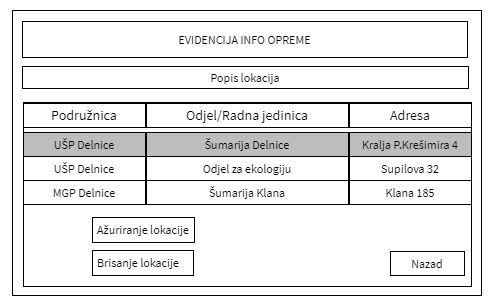 EVIDENCIJA INFO OPREME
Popis lokacija
Podružnica Odjel/Radna jedinica Adresa
UŠP Delnice Šumarija Delnice Kralja P.Krešimira 4
UŠP Delnice Odjel za ekologiju Supilova 32
MGP Delnice Šumarija Klana Klana 185
Ažuriranje lokacije
Brisanje lokacije Nazad